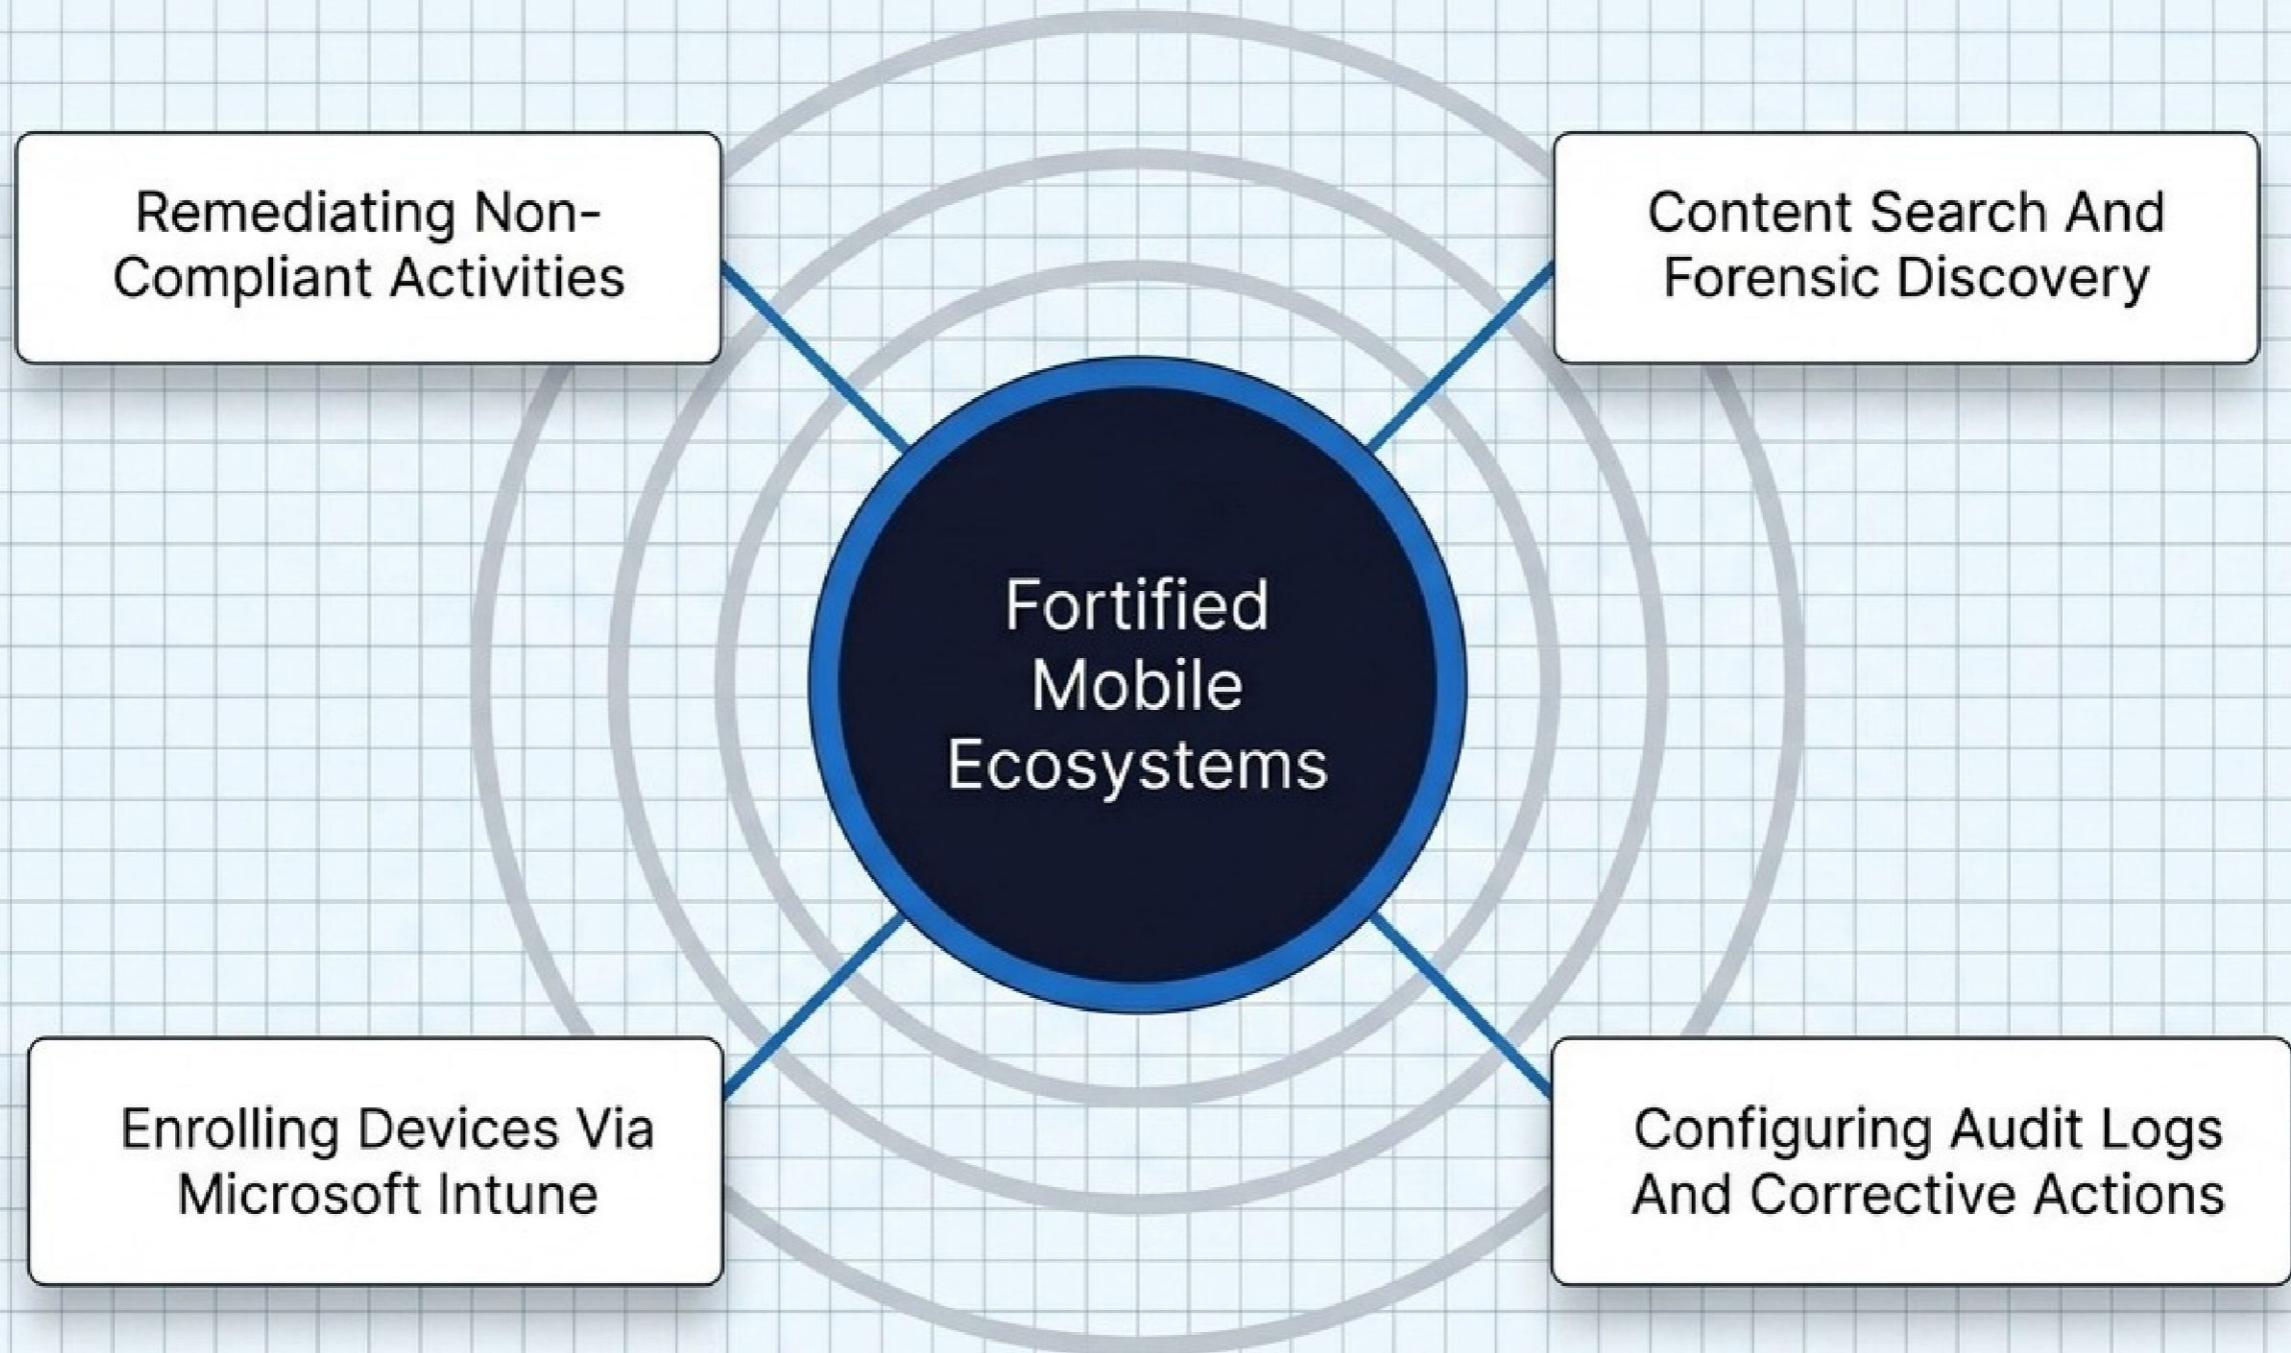 Remediating Non-
Compliant Activities
Content Search And
Forensic Discovery
Fortified
Mobile
Ecosystems
Enrolling Devices Via
Microsoft Intune
Configuring Audit Logs
And Corrective Actions